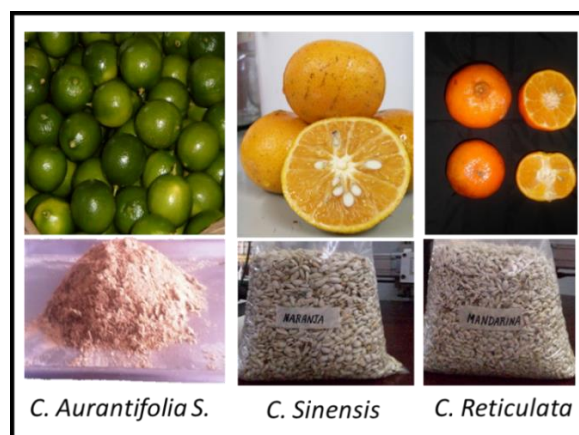 NARANJA
MANDARINA
C. Aurantifolia S.
C. Sinensis
C. Reticulata